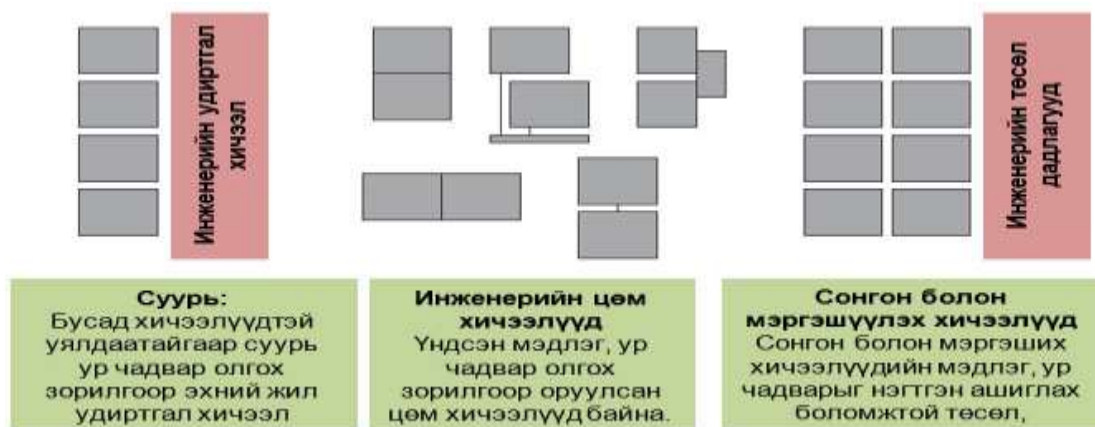 Инженерийн удиртгал
хичээл
Инженерийн төсөл
дадлагууд
Суурь:
Бусад хичээлүүдтэй
уялдаатайгаар суурь
ур чадвар олгох
зорилгоор эхний жил
удиртгал хичээл
Инженерийн цөм
хичээлүүд
Үндсэн мэдлэг, ур
чадвар олгох
зорилгоор оруулсан
цөм хичээлүүд байна.
Сонгон болон
мэргэшүүлэх хичээлүүд
Сонгон болон мэргэших
хичээлүүдийн мэдлэг, ур
чадварыг нэгтгэн ашиглах
боломжтой төсөл,